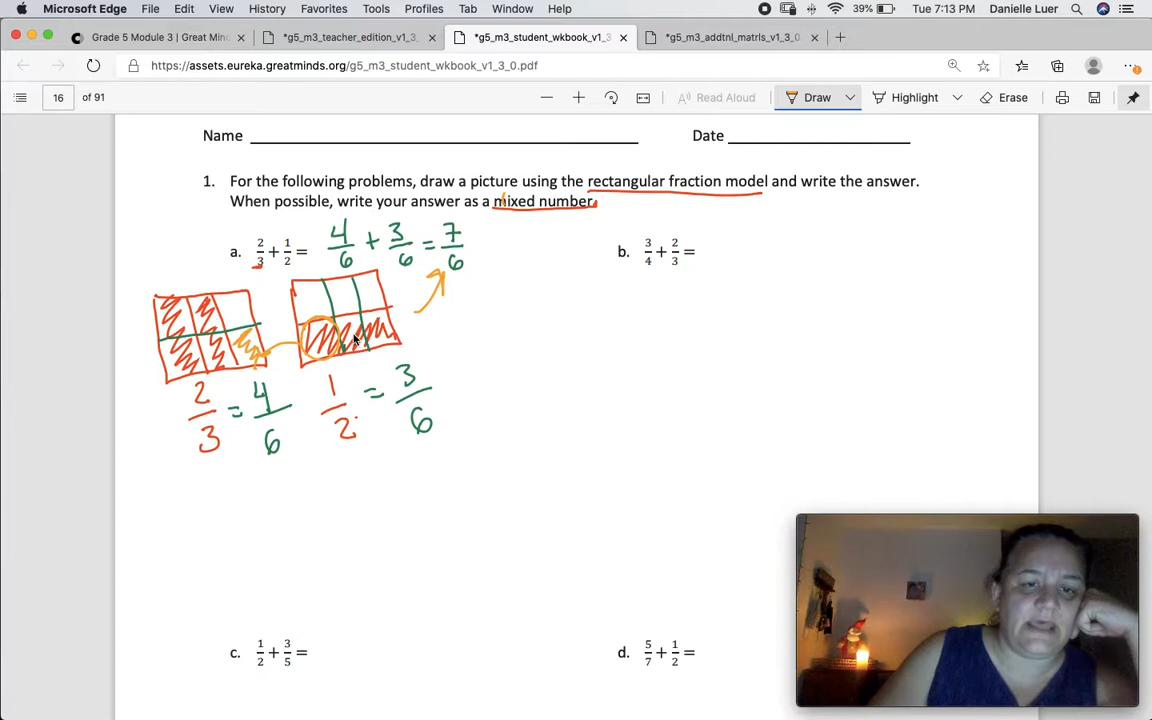 Microsoft Edge File Edit View History Favorites Tools Profiles Tab Window Help 39% Tue 7:13 PM Danielle Luer
Grade 5 Module 3 | Great Min *g5_m3_teacher_edition_v1_3_ *g5_m3_student_wkbook_v1_3 *g5_m3_addtnl_matrls_v1_3_0
https://assets.eureka.greatminds.org/g5_m3_student_wkbook_v1_3_0.pdf
16 of 91 Read Aloud Draw Highlight Erase
Name Date
1. For the following problems, draw a picture using the rectangular fraction model and write the answer.
When possible, write your answer as a mixed number.
a. 2/3 + 1/2 = 4/6 + 3/6 = 7/6
b. 3/4 + 2/3 =
2/3 = 4/6 1/2 = 3/6
c. 1/2 + 3/5 =
d. 5/7 + 1/2 =